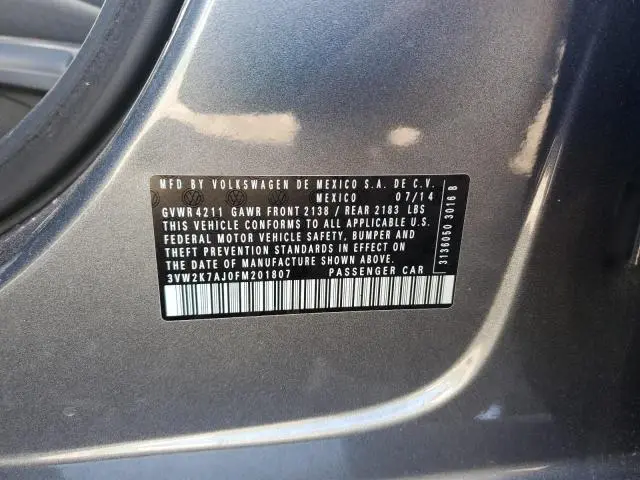 MFD BY VOLKSWAGEN DE MEXICO S.A. DE C.V.
MEXICO 07/14
GVWR 4211 GAWR FRONT 2138 / REAR 2183 LBS
THIS VEHICLE CONFORMS TO ALL APPLICABLE U.S.
FEDERAL MOTOR VEHICLE SAFETY, BUMPER AND
THEFT PREVENTION STANDARDS IN EFFECT ON
THE DATE OF MANUFACTURE SHOWN ABOVE.
3VW2K7AJ0FM201807 PASSENGER CAR
3136050 3016 B